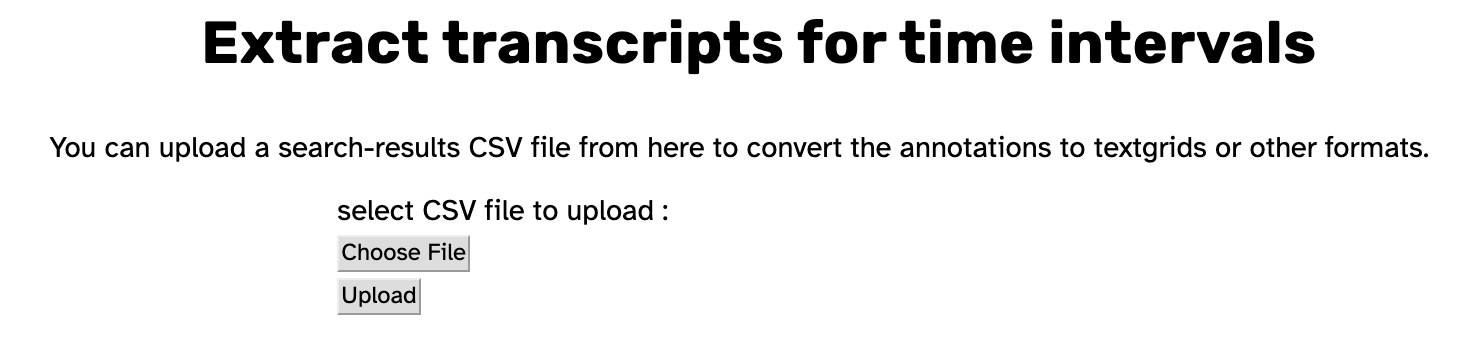 Extract transcripts for time intervals
You can upload a search-results CSV file from here to convert the annotations to textgrids or other formats.
select CSV file to upload :
Choose File
Upload